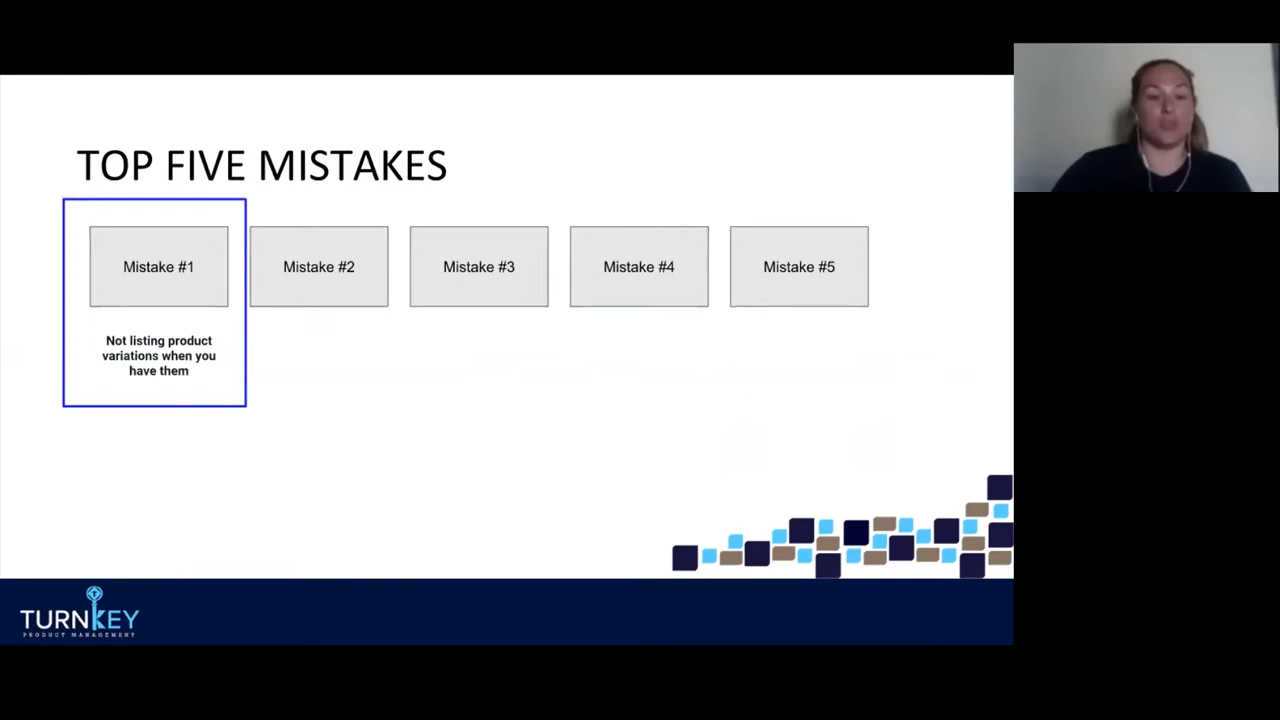 TOP FIVE MISTAKES
Mistake #1
Mistake #2
Mistake #3
Mistake #4
Mistake #5
Not listing product
variations when you
have them
TURNKEY
PRODUCT MANAGEMENT